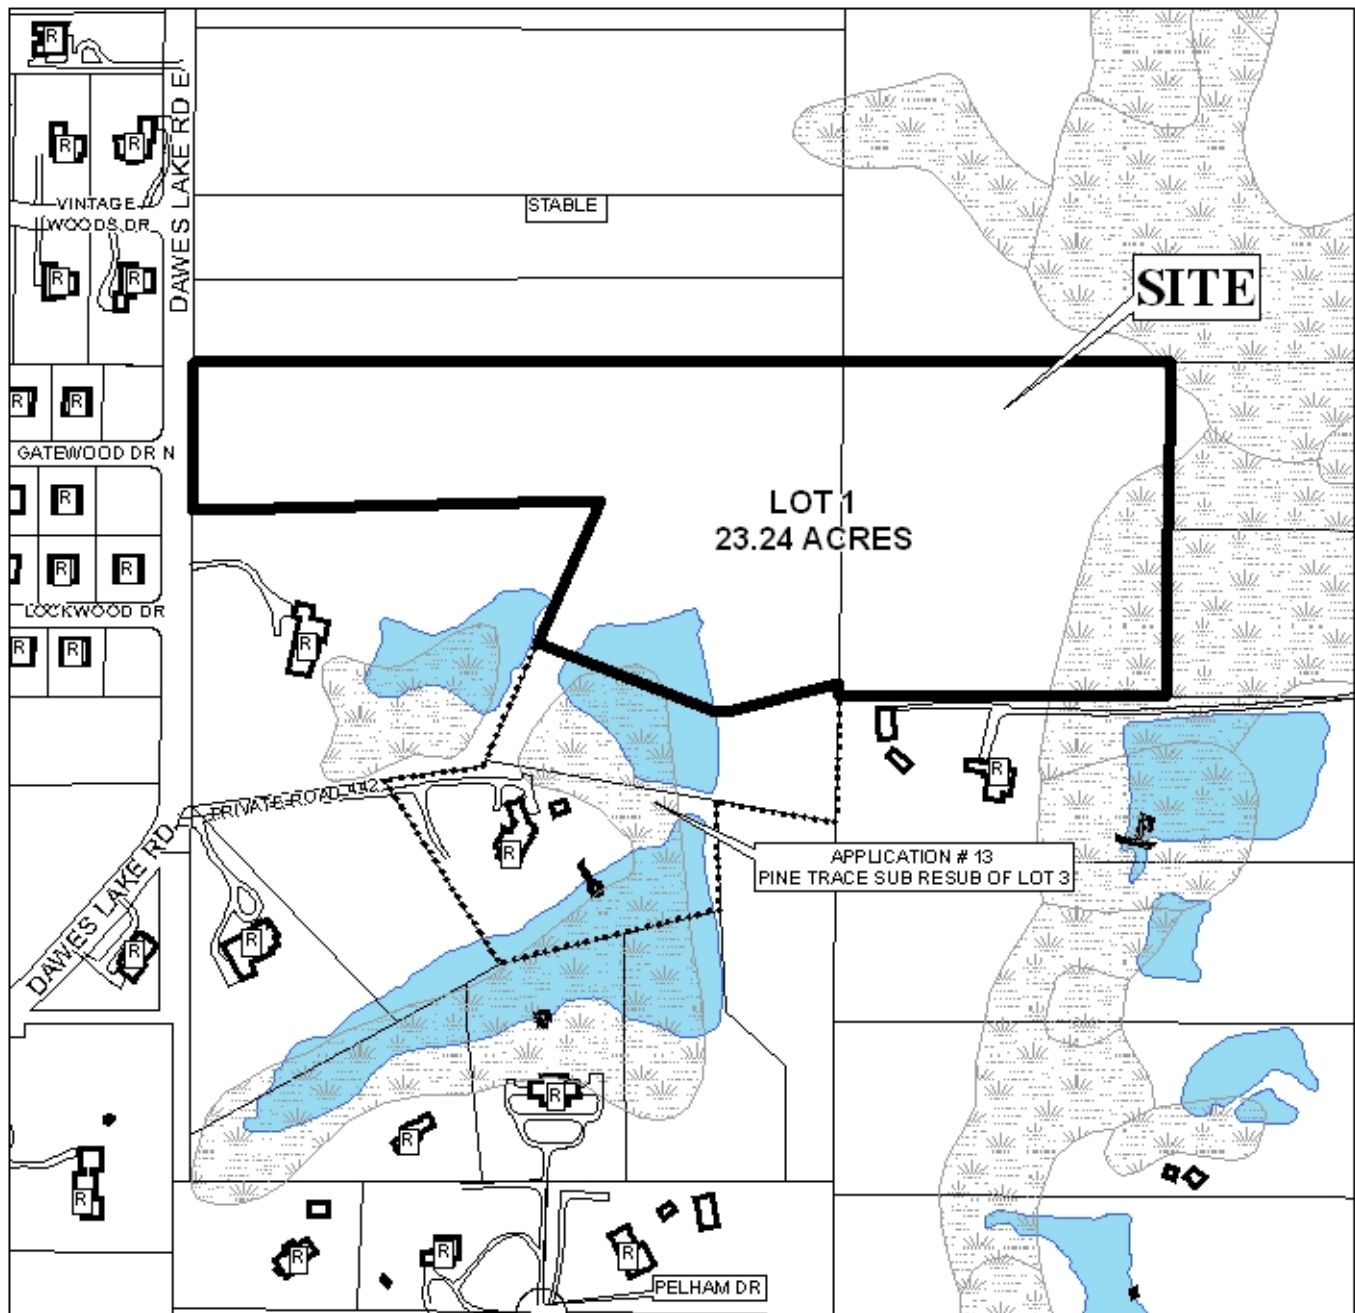 R
DAWES LAKE RD E
R
R
VINTAGE
WOODS DR
STABLE
R
R
SITE
R
R
GATEWOOD DR N
R
LOT 1
23.24 ACRES
R
R
LOCKWOOD DR
R
R
R
R
PRIVATE ROAD 442
R
R
APPLICATION # 13
PINE TRACE SUB RESUB OF LOT 3
DAWES LAKE RD
R
R
R
R
R
R
R
R
PELHAM DR